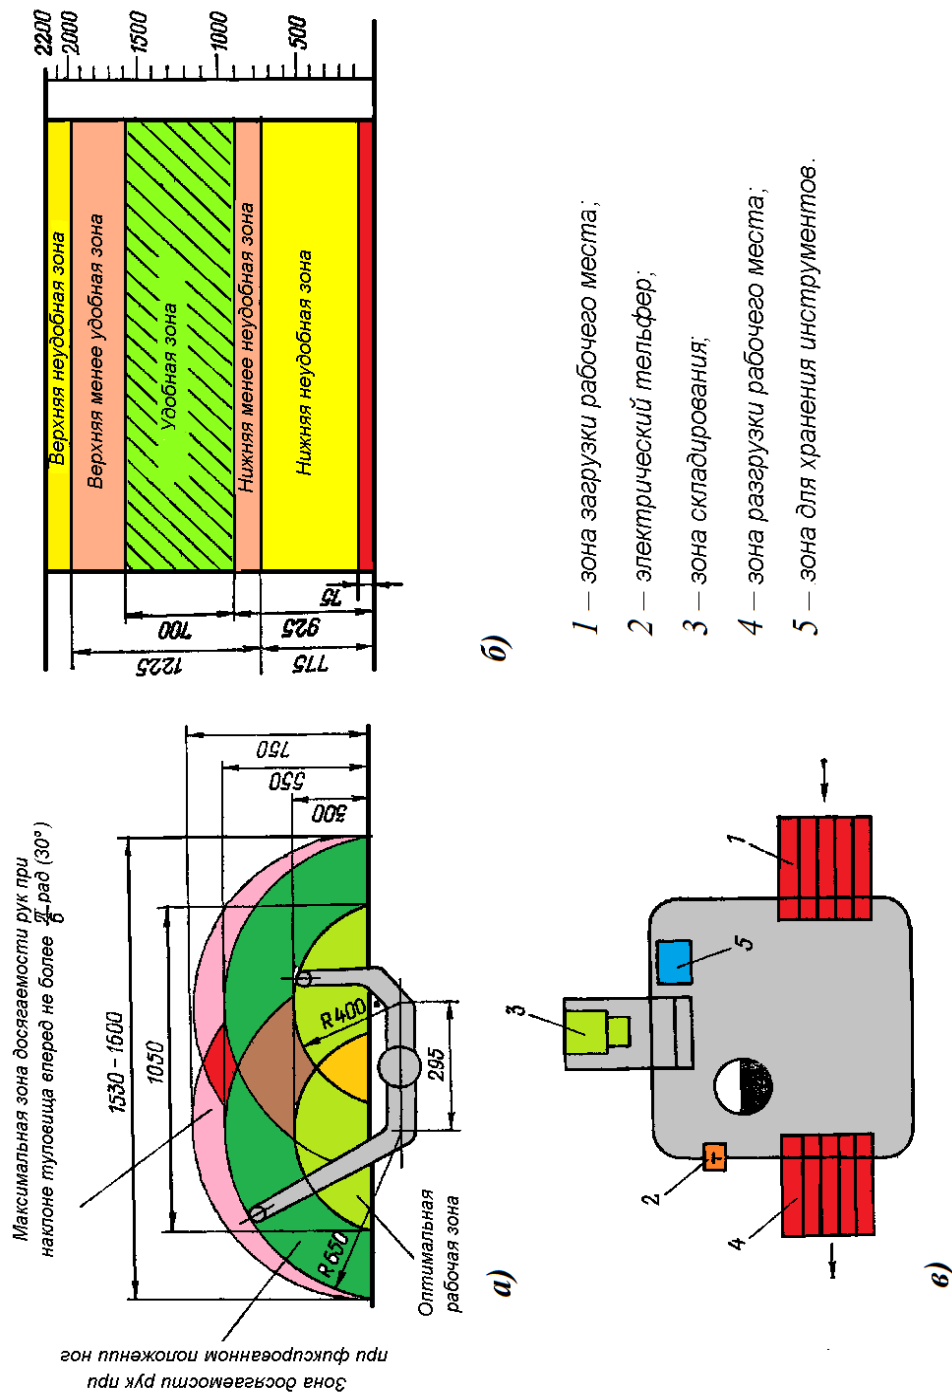 Максимальная зона досягаемости рук при
наклоне туловища вперед не более π/6 рад (30°)
1530 - 1600
1050
750
550
300
R400
R650
295
Оптимальная
рабочая зона
Зона досягаемости рук при
при фиксированном положении ног
а)
Верхняя неудобная зона
Верхняя менее удобная зона
Удобная зона
Нижняя менее неудобная зона
Нижняя неудобная зона
2200
2000
1500
1000
500
1225
700
775
925
75
б)
1
2
3
4
5
в)
1 – зона загрузки рабочего места;
2 – электрический тельфер;
3 – зона складирования;
4 – зона разгрузки рабочего места;
5 – зона для хранения инструментов.